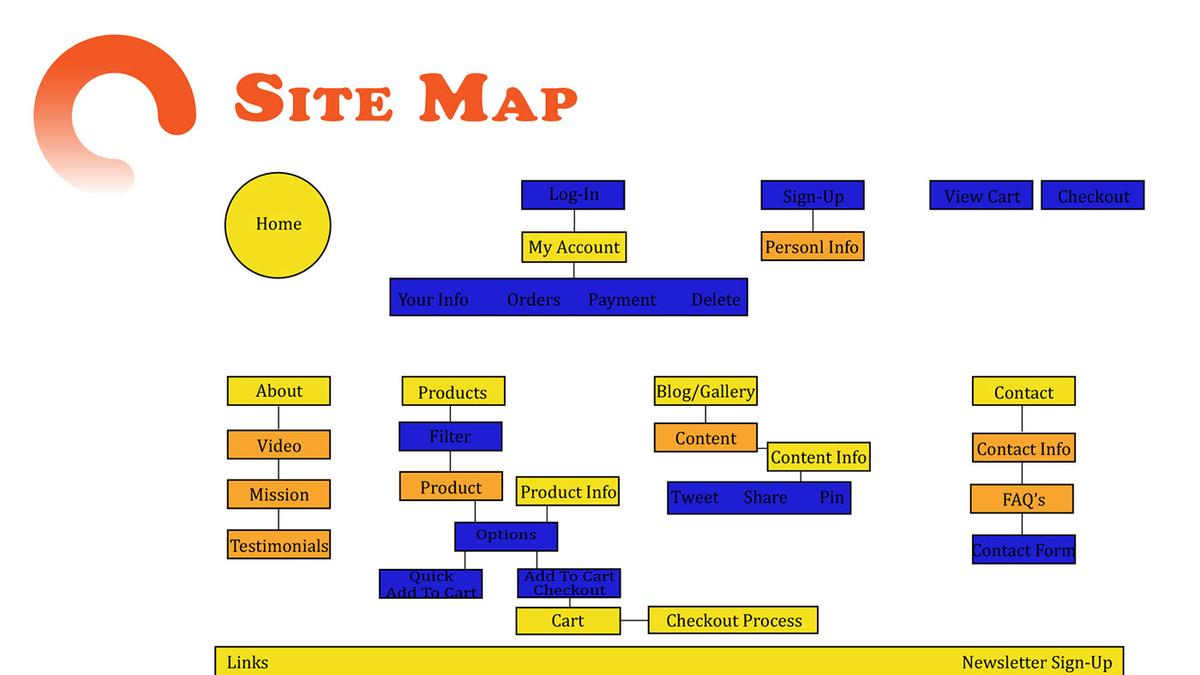 Site Map
Home
Log-In
Sign-Up
View Cart
Checkout
My Account
Personl Info
Your Info Orders Payment Delete
About
Products
Blog/Gallery
Contact
Video
Filter
Content
Contact Info
Content Info
Mission
Product
Product Info
Tweet Share Pin
FAQ's
Testimonials
Options
Contact Form
Quick
Add To Cart
Add To Cart
Checkout
Cart
Checkout Process
Links
Newsletter Sign-Up